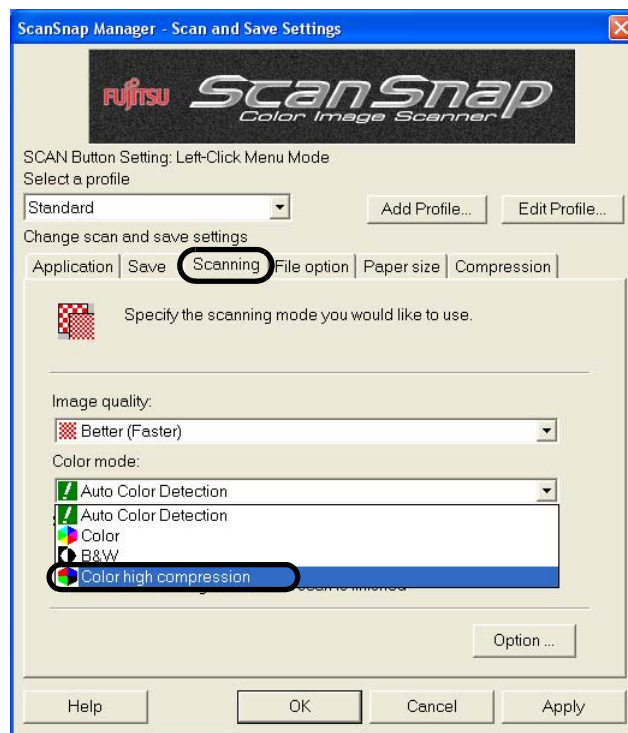 ScanSnap Manager - Scan and Save Settings
FUJITSU ScanSnap
Color Image Scanner
SCAN Button Setting: Left-Click Menu Mode
Select a profile
Standard
Add Profile... Edit Profile...
Change scan and save settings
Application Save Scanning File option Paper size Compression
Specify the scanning mode you would like to use.
Image quality:
Better (Faster)
Color mode:
Auto Color Detection
Auto Color Detection
Color
B&W
Color high compression
Option ...
Help OK Cancel Apply